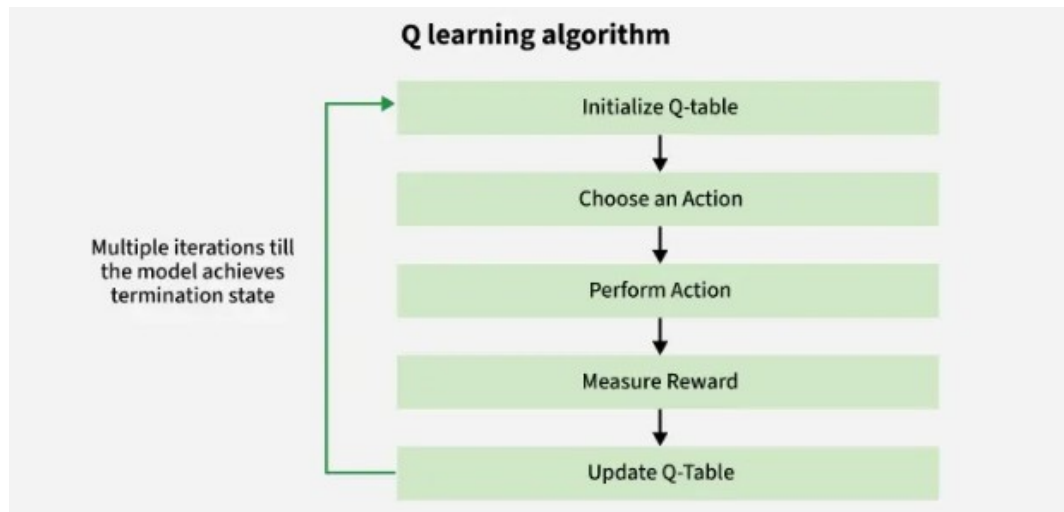 Q learning algorithm
Initialize Q-table
Choose an Action
Multiple iterations till
the model achieves
termination state
Perform Action
Measure Reward
Update Q-Table